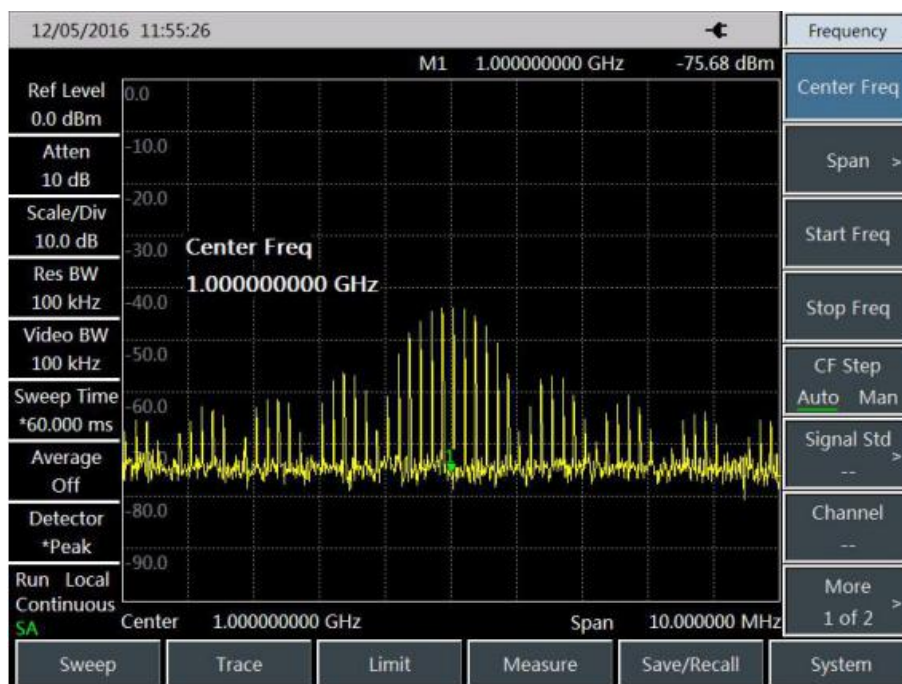 12/05/2016 11:55:26
Frequency
M1 1.000000000 GHz -75.68 dBm
Ref Level
0.0 dBm
Atten
10 dB
Scale/Div
10.0 dB
Res BW
100 kHz
Video BW
100 kHz
Sweep Time
*60.000 ms
Average
Off
Detector
*Peak
Run Local
Continuous
SA
0.0
-10.0
-20.0
-30.0
-40.0
-50.0
-60.0
-80.0
-90.0
Center Freq
1.000000000 GHz
1
Center 1.000000000 GHz Span 10.000000 MHz
Center Freq
Span >
Start Freq
Stop Freq
CF Step
Auto Man
Signal Std >
--
Channel
--
More >
1 of 2
Sweep Trace Limit Measure Save/Recall System